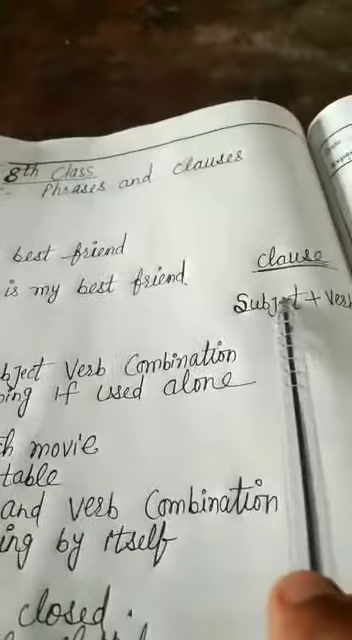 8th Class
Phrases and clauses
best friend
is my best friend.
clause
Subject + Verb
bject Verb Combination
ning if used alone
h movie
table
and verb Combination
ing by itself
closed.